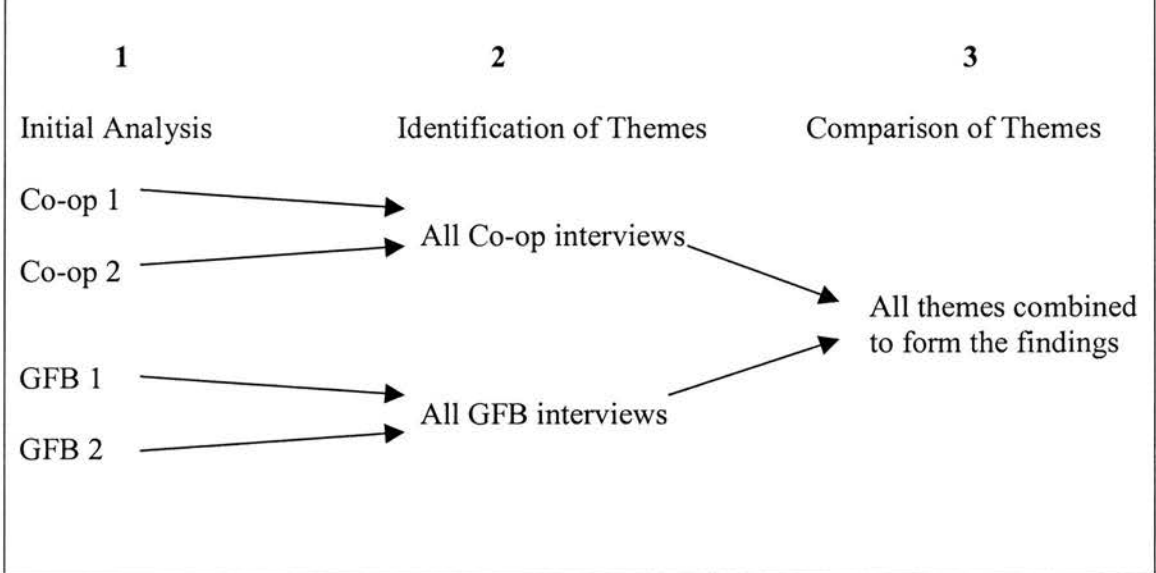 1 2 3
Initial Analysis Identification of Themes Comparison of Themes
Co-op 1
All Co-op interviews
Co-op 2
All themes combined
to form the findings
GFB 1
All GFB interviews
GFB 2